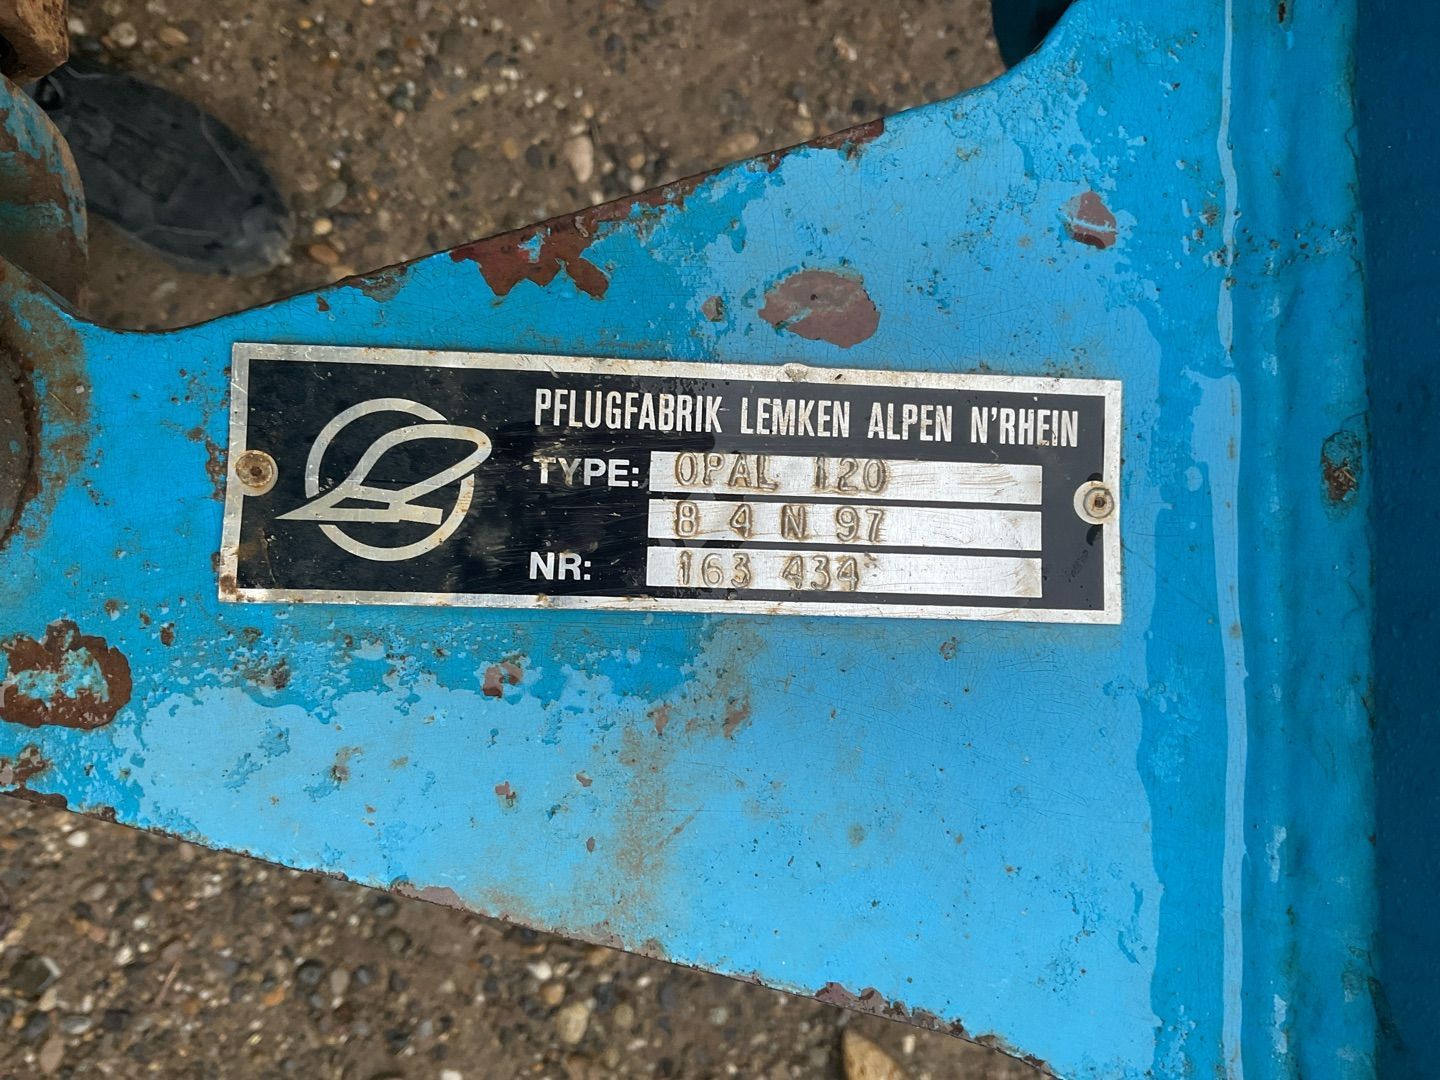 PFLUGFABRIK LEMKEN ALPEN N'RHEIN
TYPE: OPAL 120
8 4 N 97
NR: 163 434